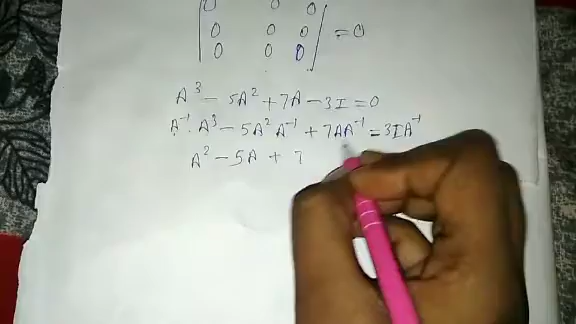 0 0 0
0 0 0 = 0
0 0 0
A³ - 5A² + 7A - 3I = 0
A⁻¹. A³ - 5A² A⁻¹ + 7AA⁻¹ = 3IA⁻¹
A² - 5A + 7